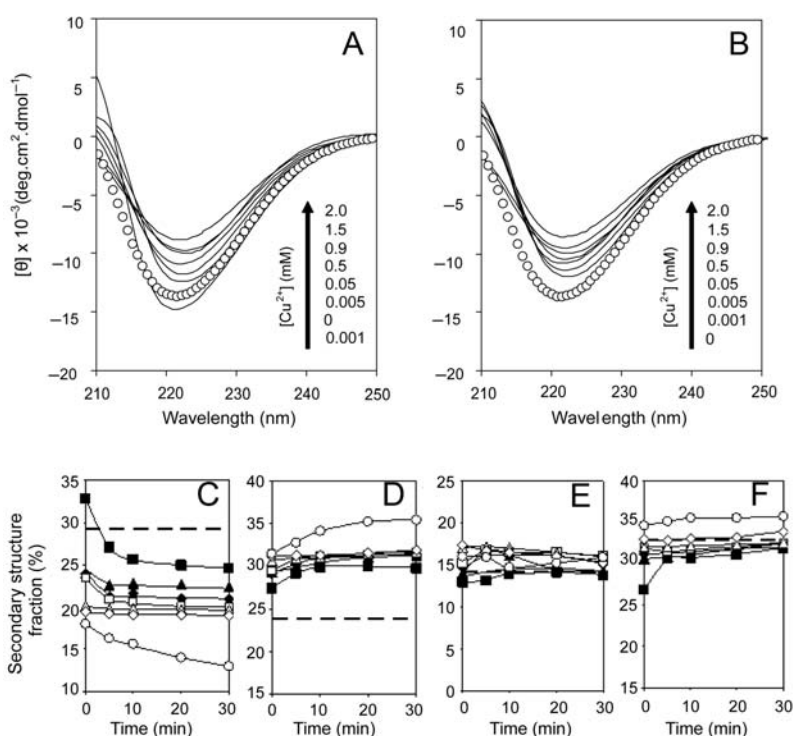 A
10
5
0
–5
–10
–15
–20
[θ] x 10⁻³(deg.cm².dmol⁻¹)
[Cu²⁺] (mM)
2.0
1.5
0.9
0.5
0.05
0.005
0
0.001
210 220 230 240 250
Wavelength (nm)
B
10
5
0
–5
–10
–15
–20
[Cu²⁺] (mM)
2.0
1.5
0.9
0.5
0.05
0.005
0.001
0
210 220 230 240 250
Wavelength (nm)
C
Secondary structure
fraction (%)
35
30
25
20
15
10
0 10 20 30
Time (min)
D
40
35
30
25
20
15
0 10 20 30
Time (min)
E
25
20
15
10
5
0
0 10 20 30
Time (min)
F
40
35
30
25
20
15
0 10 20 30
Time (min)